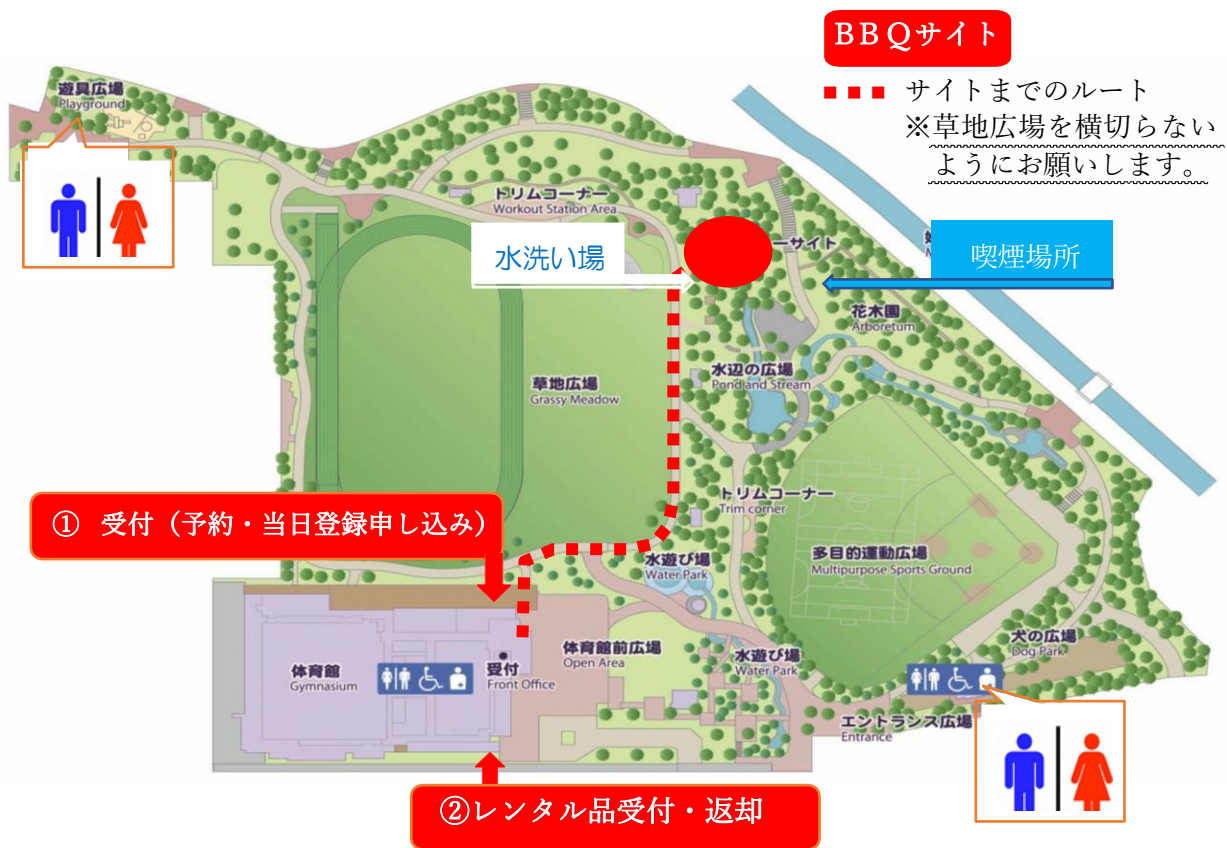 BBQサイト
■■■ サイトまでのルート
※草地広場を横切らない
ようにお願いします。
遊具広場
Playground
トリムコーナー
Workout Station Area
水洗い場
ーサイト
喫煙場所
花木園
Arboretum
水辺の広場
Pond and Stream
草地広場
Grassy Meadow
① 受付（予約・当日登録申し込み）
トリムコーナー
Trim corner
水遊び場
Water Park
多目的運動広場
Multipurpose Sports Ground
体育館
Gymnasium
受付
Front Office
体育館前広場
Open Area
水遊び場
Water Park
犬の広場
Dog Park
エントランス広場
Entrance
②レンタル品受付・返却